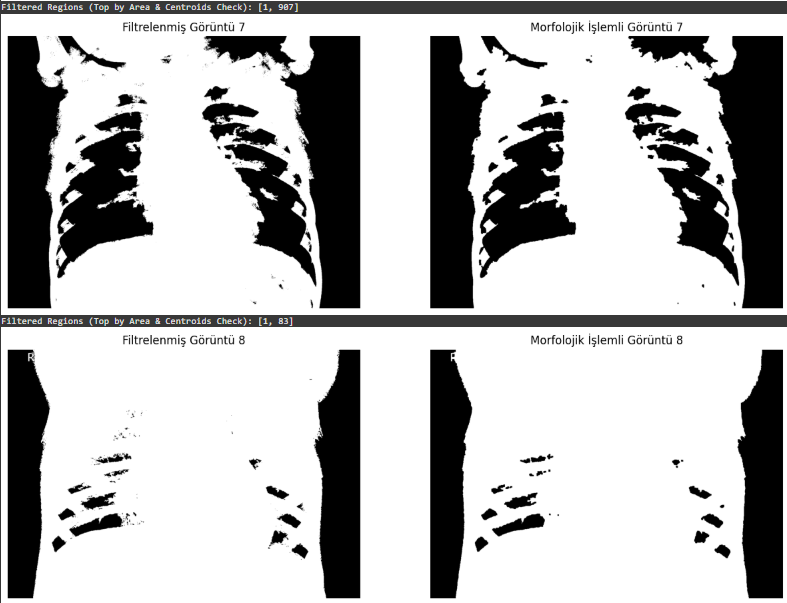 Filtered Regions (Top by Area & Centroids Check): [1, 907]
Filtrelenmiş Görüntü 7
Morfolojik İşlemli Görüntü 7
Filtered Regions (Top by Area & Centroids Check): [1, 83]
Filtrelenmiş Görüntü 8
Morfolojik İşlemli Görüntü 8
R